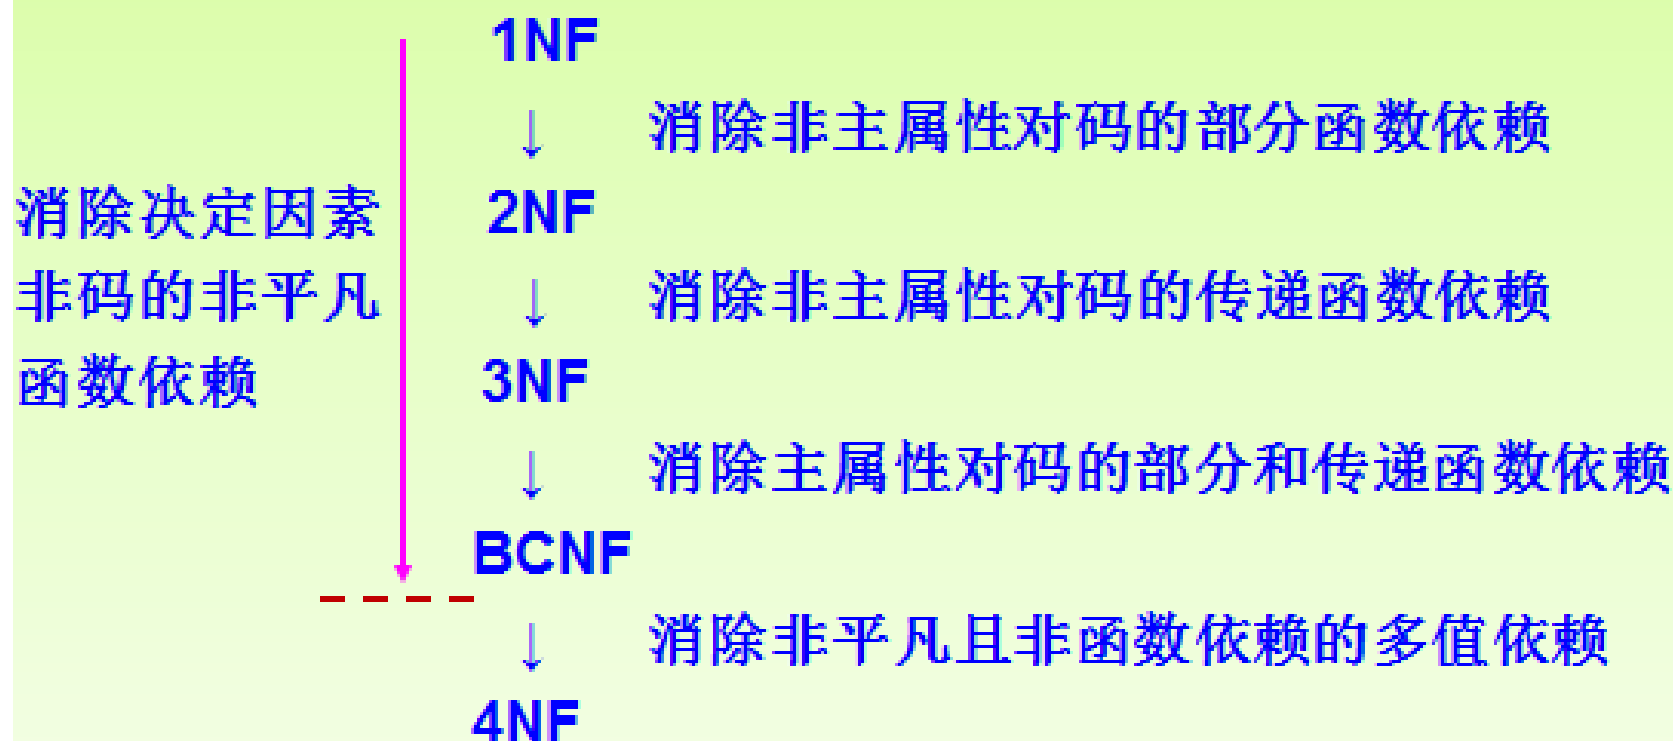 1NF
↓ 消除非主属性对码的部分函数依赖
消除决定因素 2NF
非码的非平凡 ↓ 消除非主属性对码的传递函数依赖
函数依赖 3NF
↓ 消除主属性对码的部分和传递函数依赖
BCNF
↓ 消除非平凡且非函数依赖的多值依赖
4NF